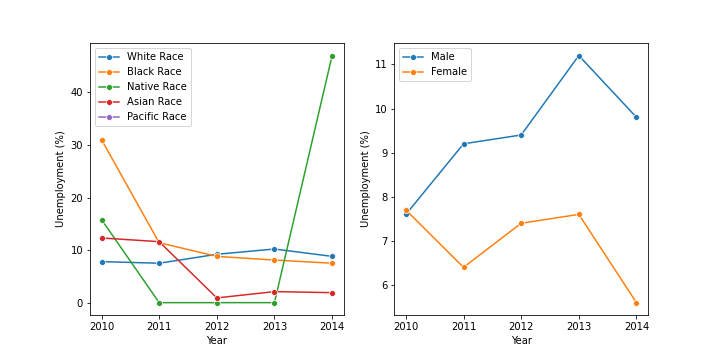 White Race
Black Race
Native Race
Asian Race
Pacific Race
Unemployment (%)
40
30
20
10
0
2010 2011 2012 2013 2014
Year
Male
Female
Unemployment (%)
11
10
9
8
7
6
2010 2011 2012 2013 2014
Year